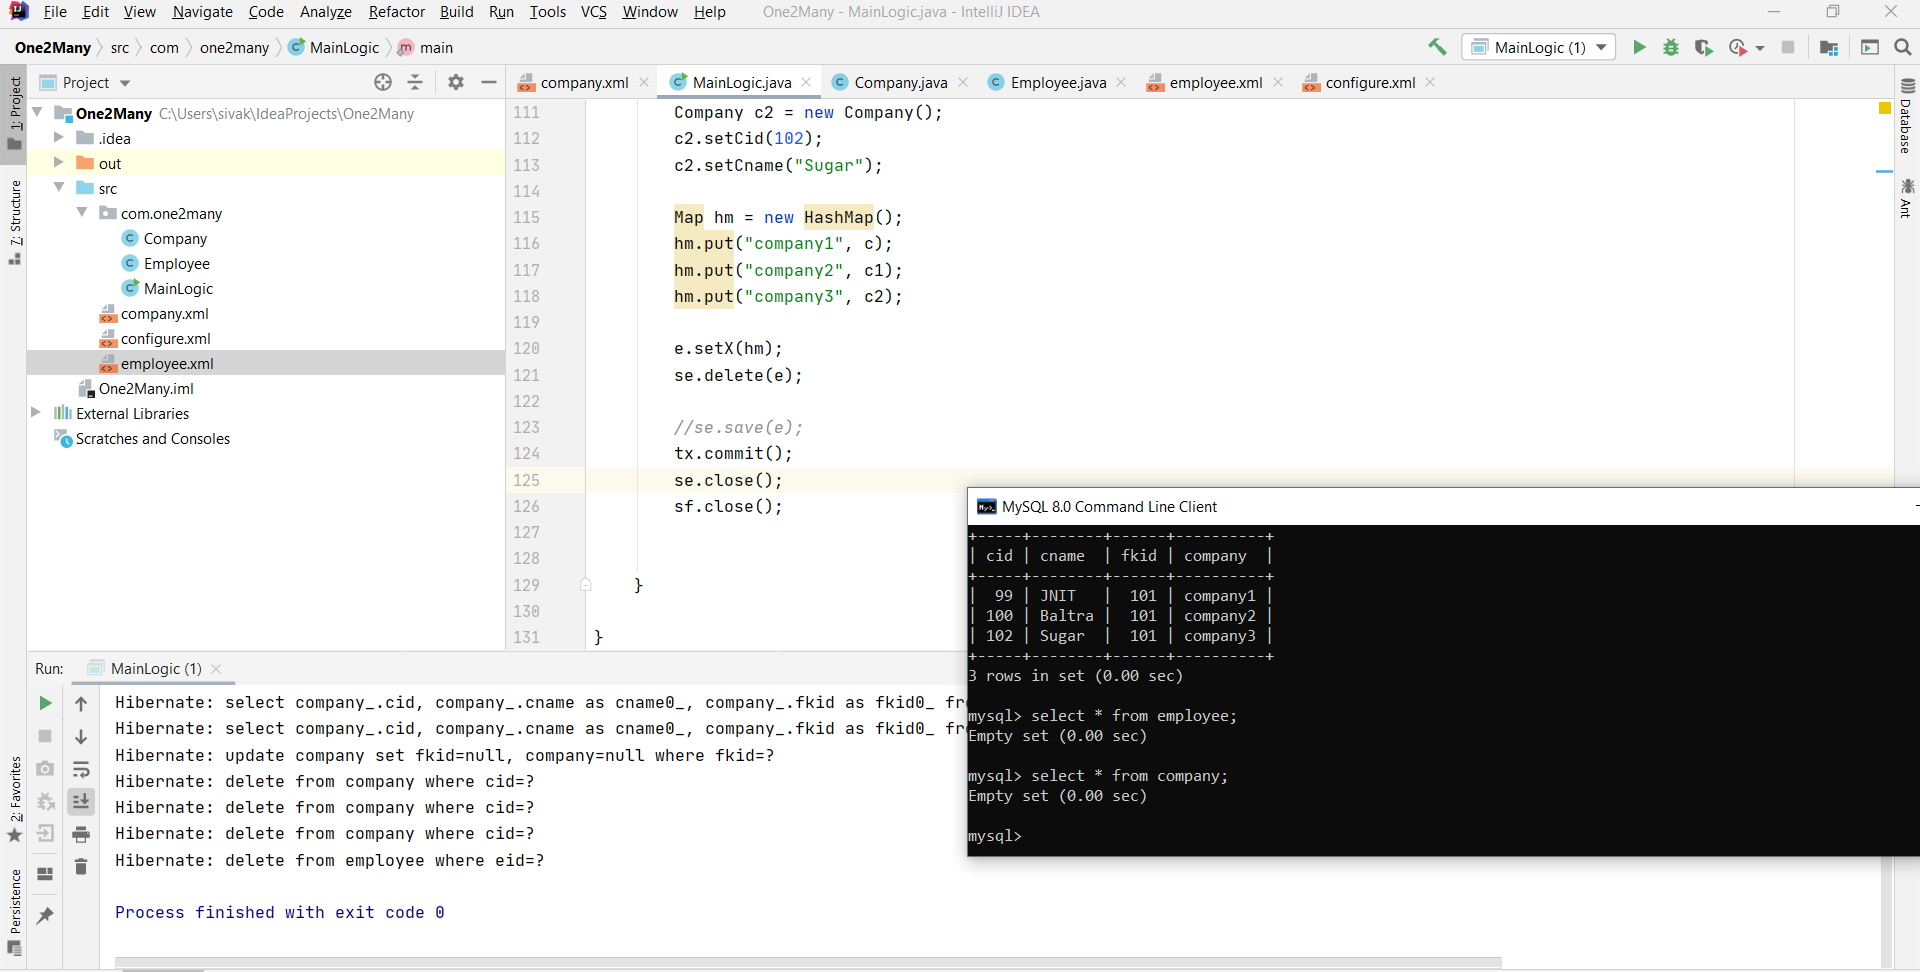 File Edit View Navigate Code Analyze Refactor Build Run Tools VCS Window Help One2Many - MainLogic.java - IntelliJ IDEA
One2Many src com one2many MainLogic main MainLogic (1)
Project
company.xml MainLogic.java Company.java Employee.java employee.xml configure.xml
One2Many C:\Users\sivak\IdeaProjects\One2Many
.idea
out
src
com.one2many
Company
Employee
MainLogic
company.xml
configure.xml
employee.xml
One2Many.iml
External Libraries
Scratches and Consoles
1: Project
7: Structure
2: Favorites
Persistence
Database
Ant
111 Company c2 = new Company();
112 c2.setCid(102);
113 c2.setCname("Sugar");
114
115 Map hm = new HashMap();
116 hm.put("company1", c);
117 hm.put("company2", c1);
118 hm.put("company3", c2);
119
120 e.setX(hm);
121 se.delete(e);
122
123 //se.save(e);
124 tx.commit();
125 se.close();
126 sf.close();
127
128
129 }
130
131 }
MySQL 8.0 Command Line Client
+-----+--------+------+----------+
| cid | cname | fkid | company |
+-----+--------+------+----------+
| 99 | JNIT | 101 | company1 |
| 100 | Baltra | 101 | company2 |
| 102 | Sugar | 101 | company3 |
+-----+--------+------+----------+
3 rows in set (0.00 sec)
mysql> select * from employee;
Empty set (0.00 sec)
mysql> select * from company;
Empty set (0.00 sec)
mysql>
Run: MainLogic (1)
Hibernate: select company_.cid, company_.cname as cname0_, company_.fkid as fkid0_
Hibernate: select company_.cid, company_.cname as cname0_, company_.fkid as fkid0_
Hibernate: update company set fkid=null, company=null where fkid=?
Hibernate: delete from company where cid=?
Hibernate: delete from company where cid=?
Hibernate: delete from company where cid=?
Hibernate: delete from employee where eid=?
Process finished with exit code 0